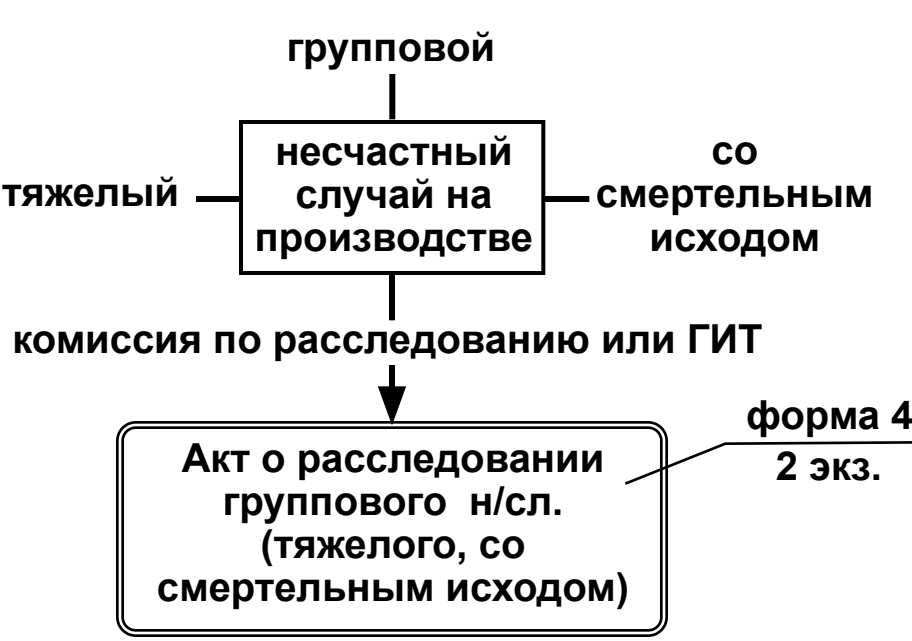 групповой
несчастный
случай на
производстве
тяжелый
со
смертельным
исходом
комиссия по расследованию или ГИТ
Акт о расследовании
группового н/сл.
(тяжелого, со
смертельным исходом)
форма 4
2 экз.